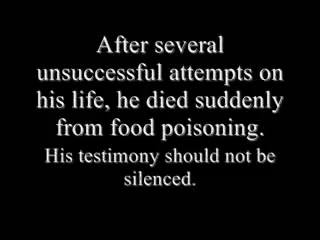 After several
unsuccessful attempts on
his life, he died suddenly
from food poisoning.
His testimony should not be
silenced.